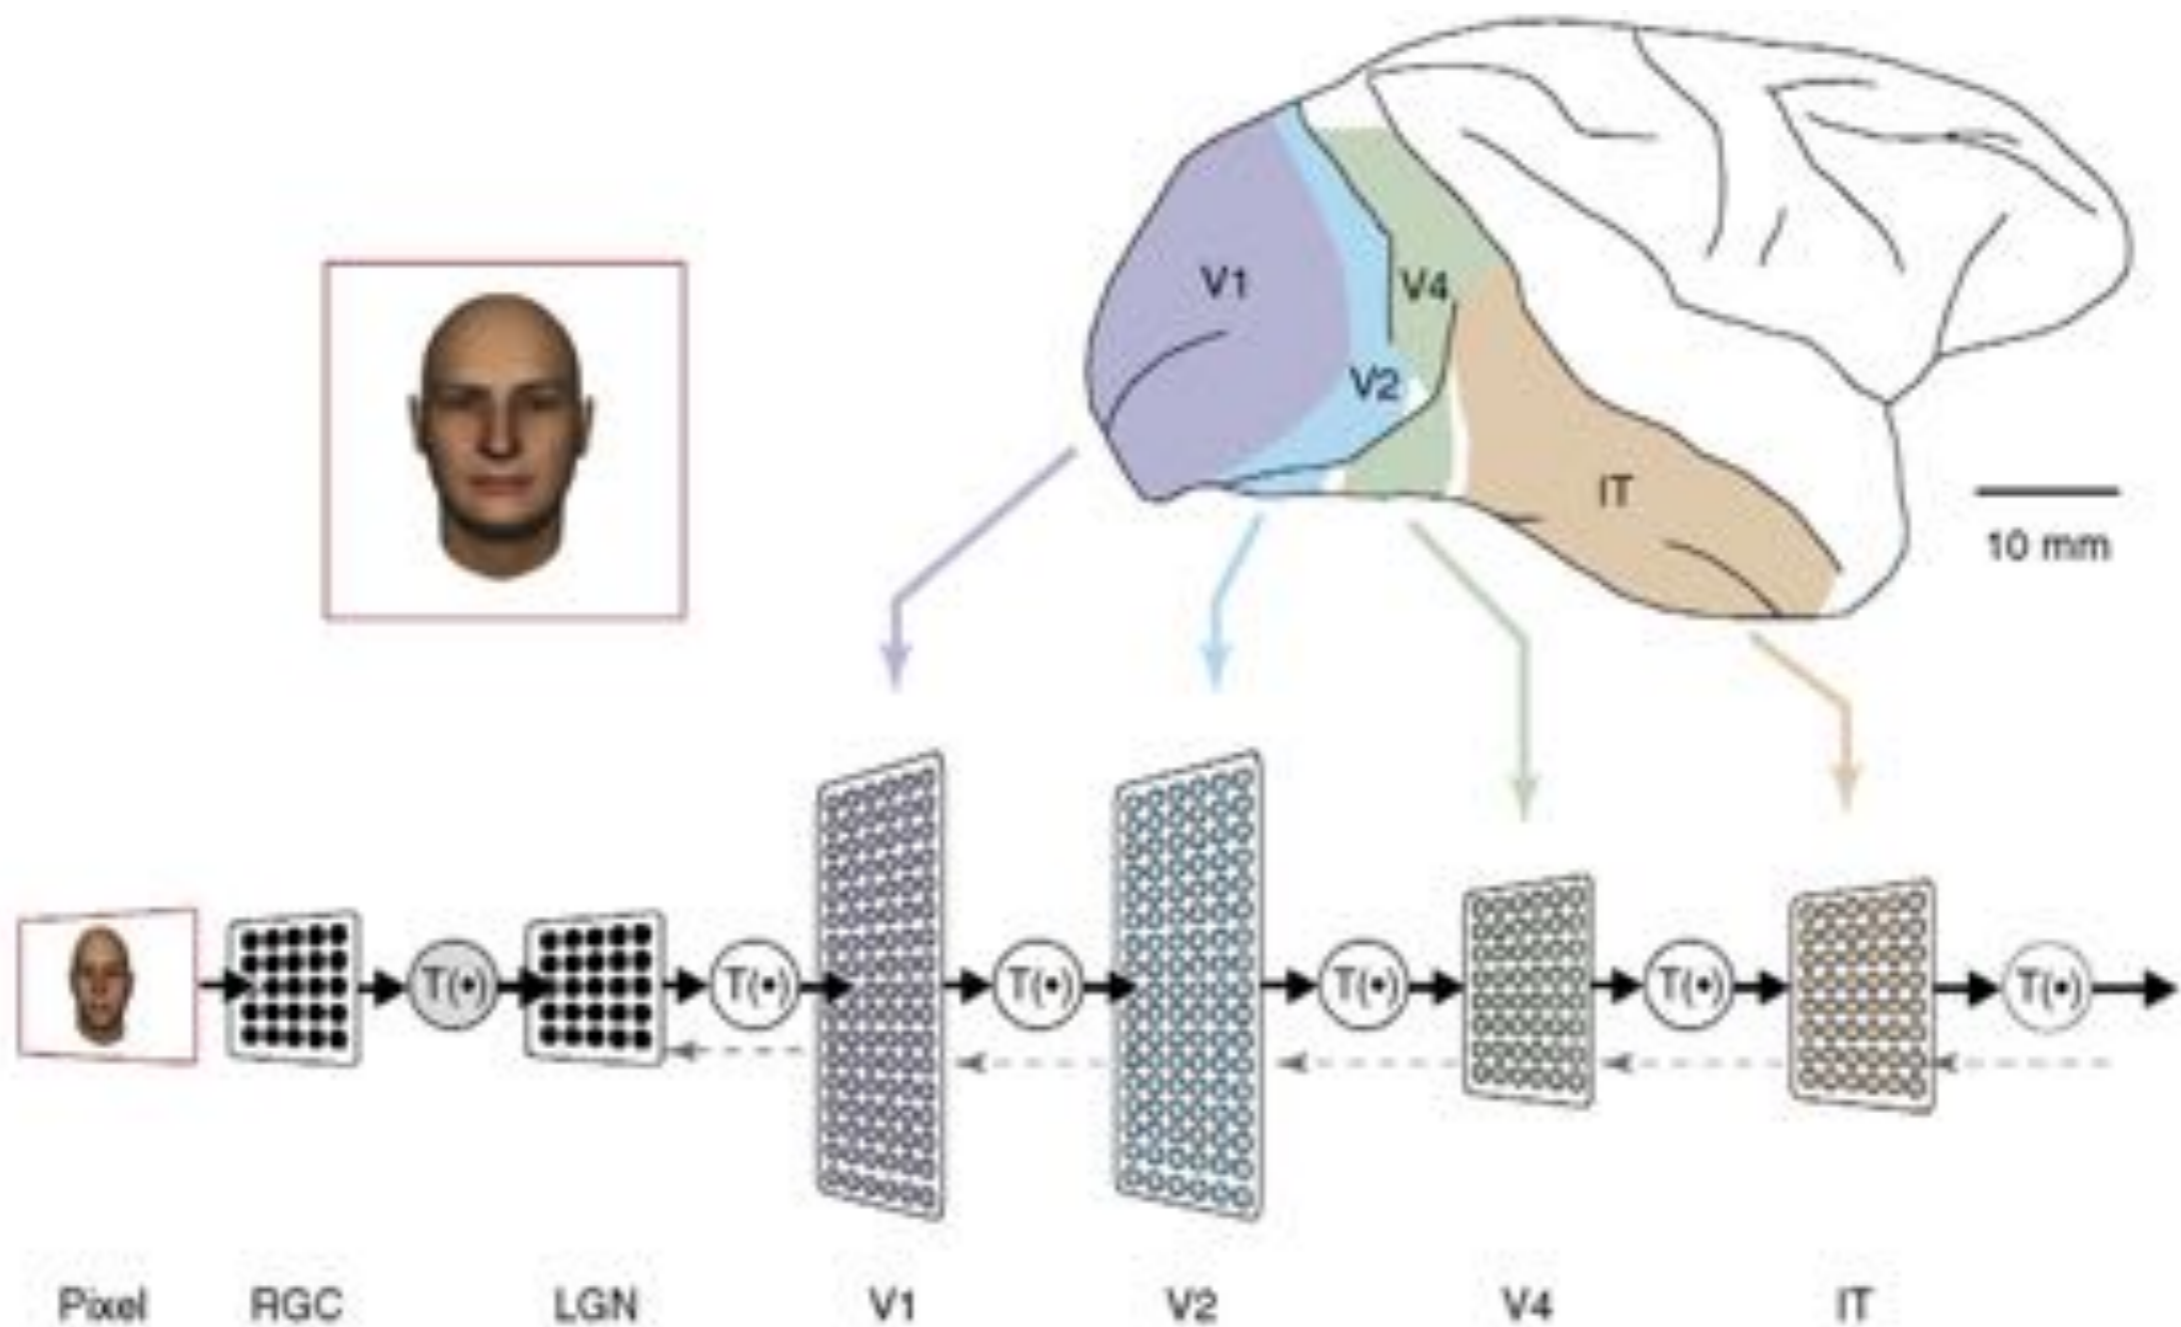 V1
V4
V2
IT
10 mm
T(•)
T(•)
T(•)
T(•)
T(•)
T(•)
Pixel
RGC
LGN
V1
V2
V4
IT